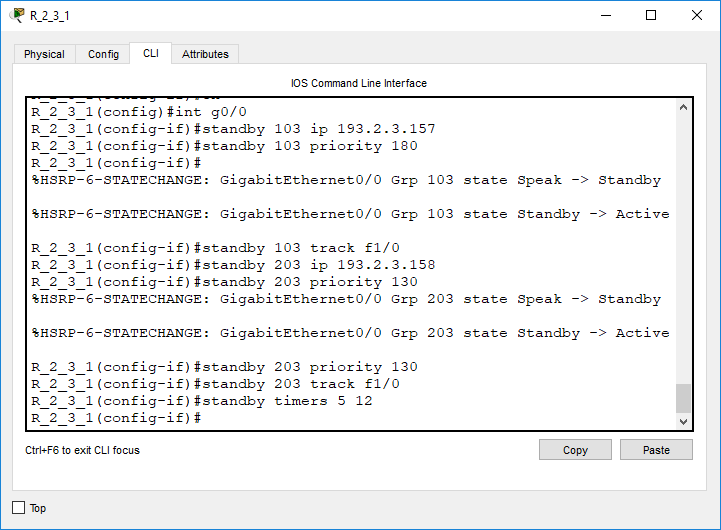 R_2_3_1
Physical Config CLI Attributes
IOS Command Line Interface
R_2_3_1(config)#int g0/0
R_2_3_1(config-if)#standby 103 ip 193.2.3.157
R_2_3_1(config-if)#standby 103 priority 180
R_2_3_1(config-if)#
%HSRP-6-STATECHANGE: GigabitEthernet0/0 Grp 103 state Speak -> Standby
%HSRP-6-STATECHANGE: GigabitEthernet0/0 Grp 103 state Standby -> Active
R_2_3_1(config-if)#standby 103 track f1/0
R_2_3_1(config-if)#standby 203 ip 193.2.3.158
R_2_3_1(config-if)#standby 203 priority 130
%HSRP-6-STATECHANGE: GigabitEthernet0/0 Grp 203 state Speak -> Standby
%HSRP-6-STATECHANGE: GigabitEthernet0/0 Grp 203 state Standby -> Active
R_2_3_1(config-if)#standby 203 priority 130
R_2_3_1(config-if)#standby 203 track f1/0
R_2_3_1(config-if)#standby timers 5 12
R_2_3_1(config-if)#
Ctrl+F6 to exit CLI focus
Copy Paste
Top